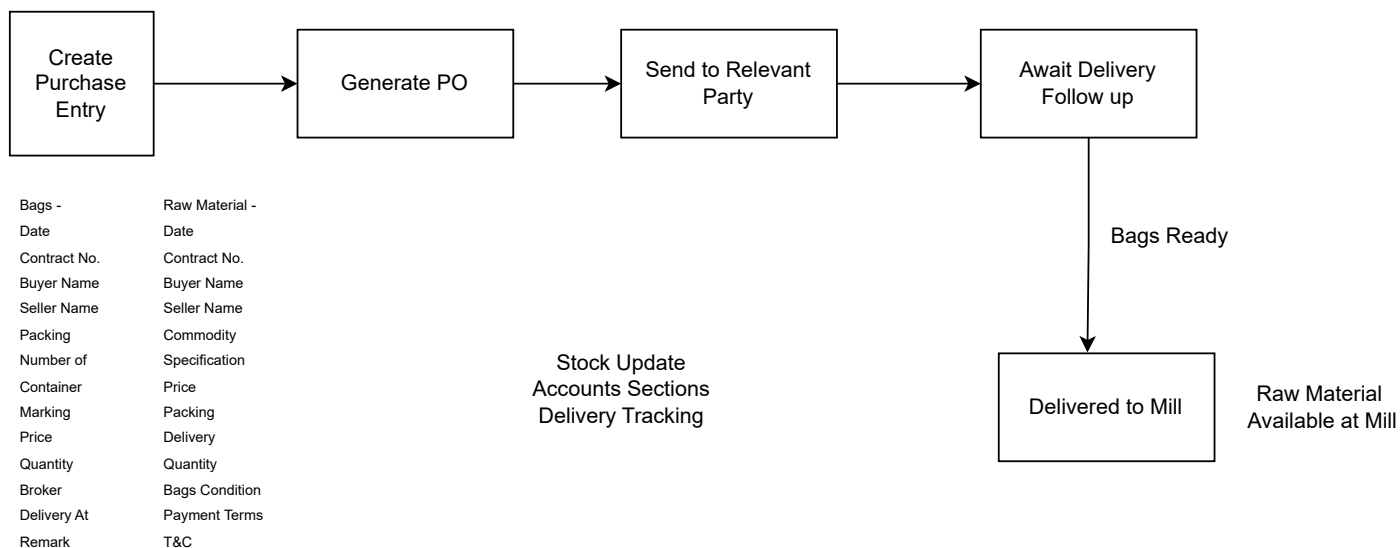 Create
Purchase
Entry
Generate PO
Send to Relevant
Party
Await Delivery
Follow up
Bags -
Date
Contract No.
Buyer Name
Seller Name
Packing
Number of
Container
Marking
Price
Quantity
Broker
Delivery At
Remark
Raw Material -
Date
Contract No.
Buyer Name
Seller Name
Commodity
Specification
Price
Packing
Delivery
Quantity
Bags Condition
Payment Terms
T&C
Bags Ready
Stock Update
Accounts Sections
Delivery Tracking
Delivered to Mill
Raw Material
Available at Mill